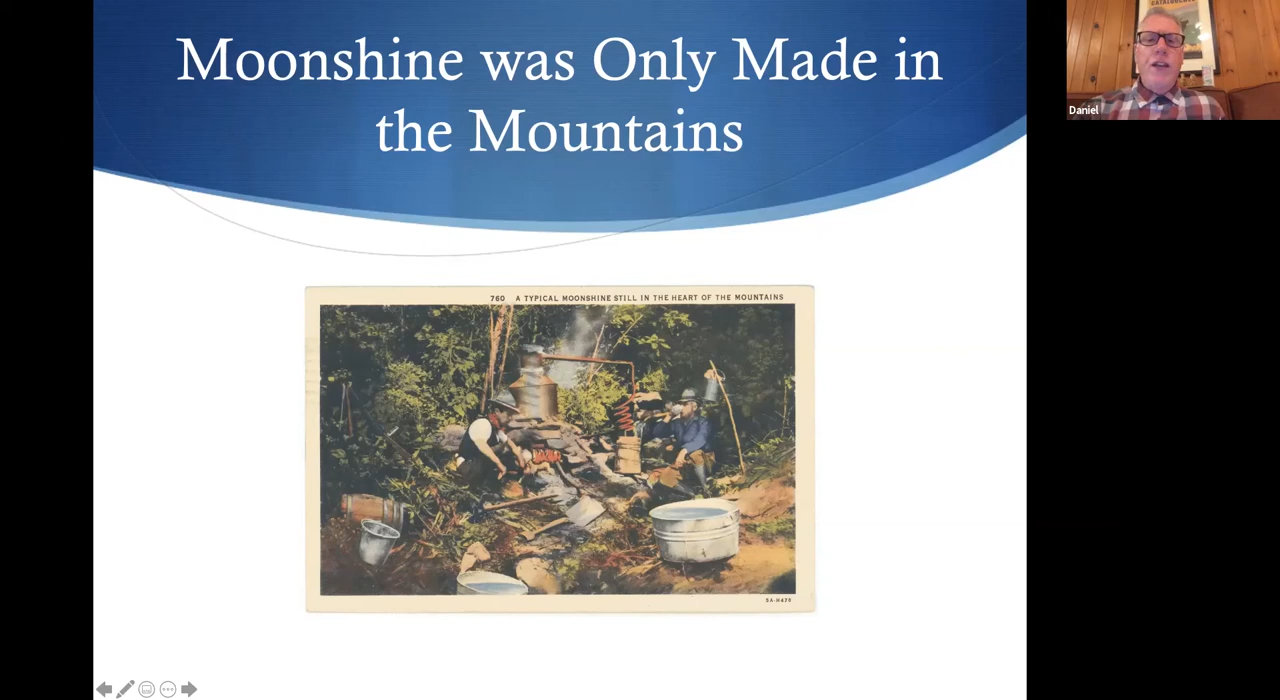 Moonshine was Only Made in
the Mountains
760 A TYPICAL MOONSHINE STILL IN THE HEART OF THE MOUNTAINS
5A-H478
Daniel